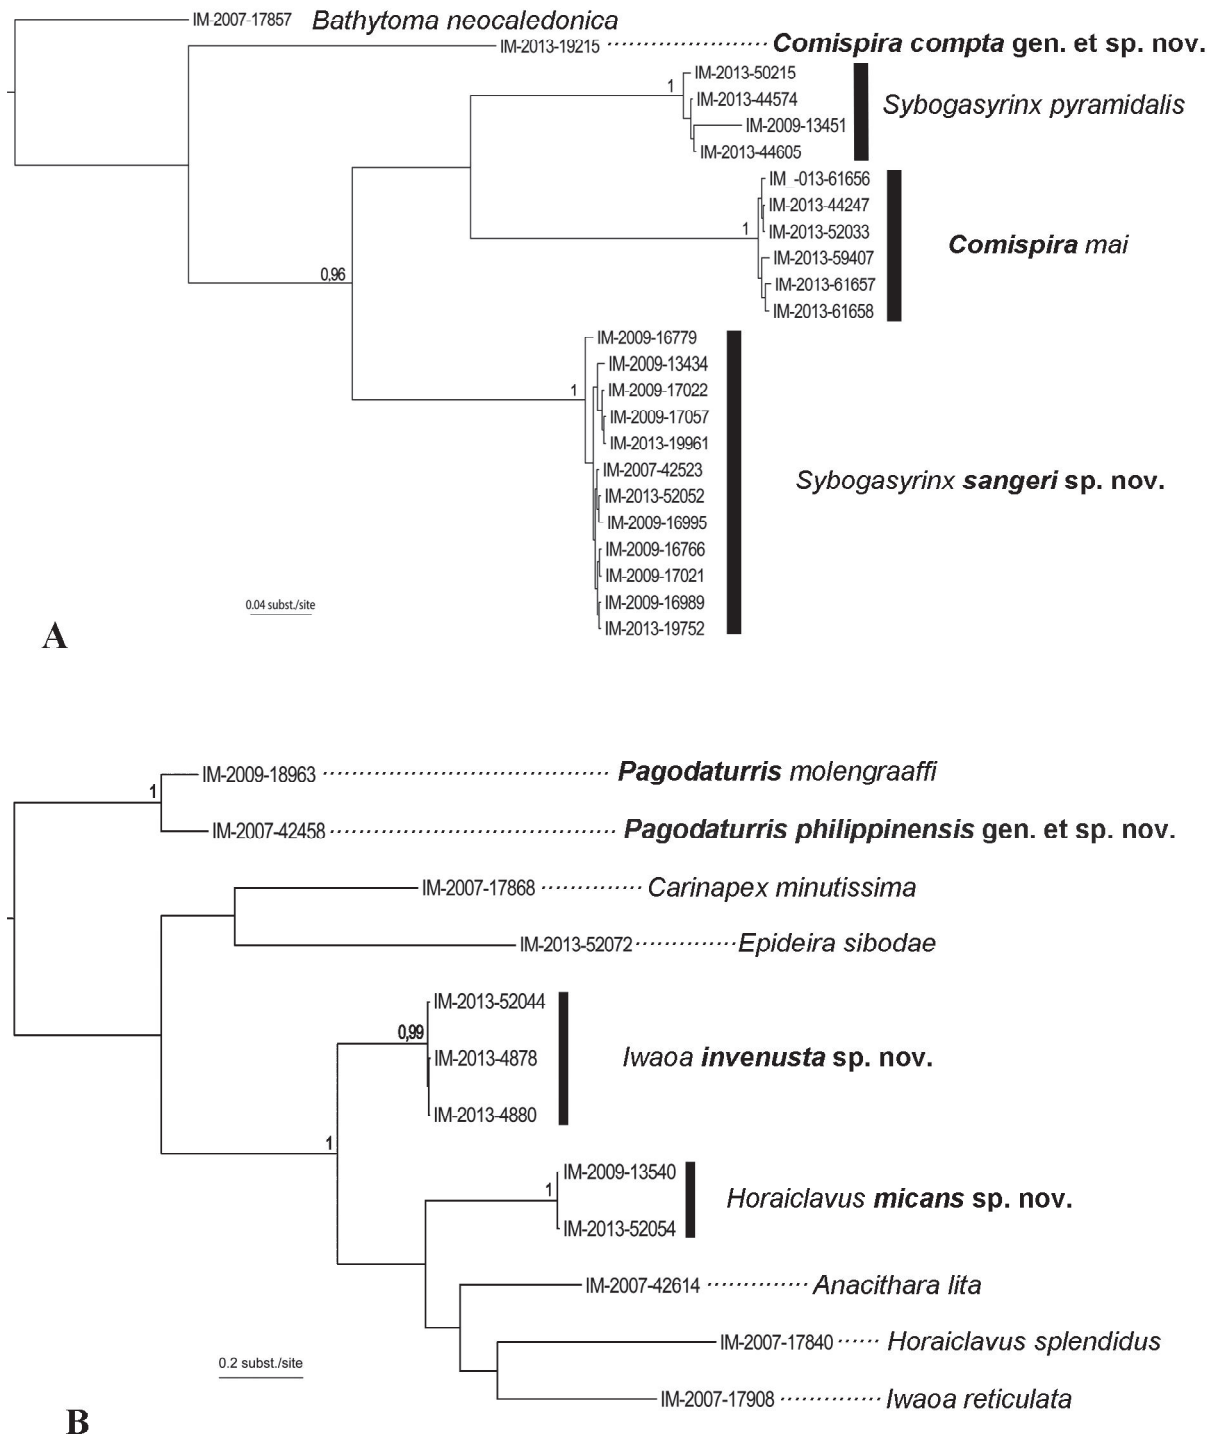 IM-2007-17857 Bathytoma neocaledonica
IM-2013-19215 Comispira compta gen. et sp. nov.
1
IM-2013-50215
IM-2013-44574
IM-2009-13451
IM-2013-44605
Sybogasyrinx pyramidalis
1
IM_-013-61656
IM-2013-44247
IM-2013-52033
IM-2013-59407
IM-2013-61657
IM-2013-61658
Comispira mai
0,96
1
IM-2009-16779
IM-2009-13434
IM-2009-17022
IM-2009-17057
IM-2013-19961
IM-2007-42523
IM-2013-52052
IM-2009-16995
IM-2009-16766
IM-2009-17021
IM-2009-16989
IM-2013-19752
Sybogasyrinx sangeri sp. nov.
0.04 subst./site
A
1
IM-2009-18963 Pagodaturris molengraaffi
IM-2007-42458 Pagodaturris philippinensis gen. et sp. nov.
IM-2007-17868 Carinapex minutissima
IM-2013-52072 Epideira sibodae
0,99
IM-2013-52044
IM-2013-4878
IM-2013-4880
Iwaoa invenusta sp. nov.
1
1
IM-2009-13540
IM-2013-52054
Horaiclavus micans sp. nov.
IM-2007-42614 Anacithara lita
IM-2007-17840 Horaiclavus splendidus
IM-2007-17908 Iwaoa reticulata
0.2 subst./site
B